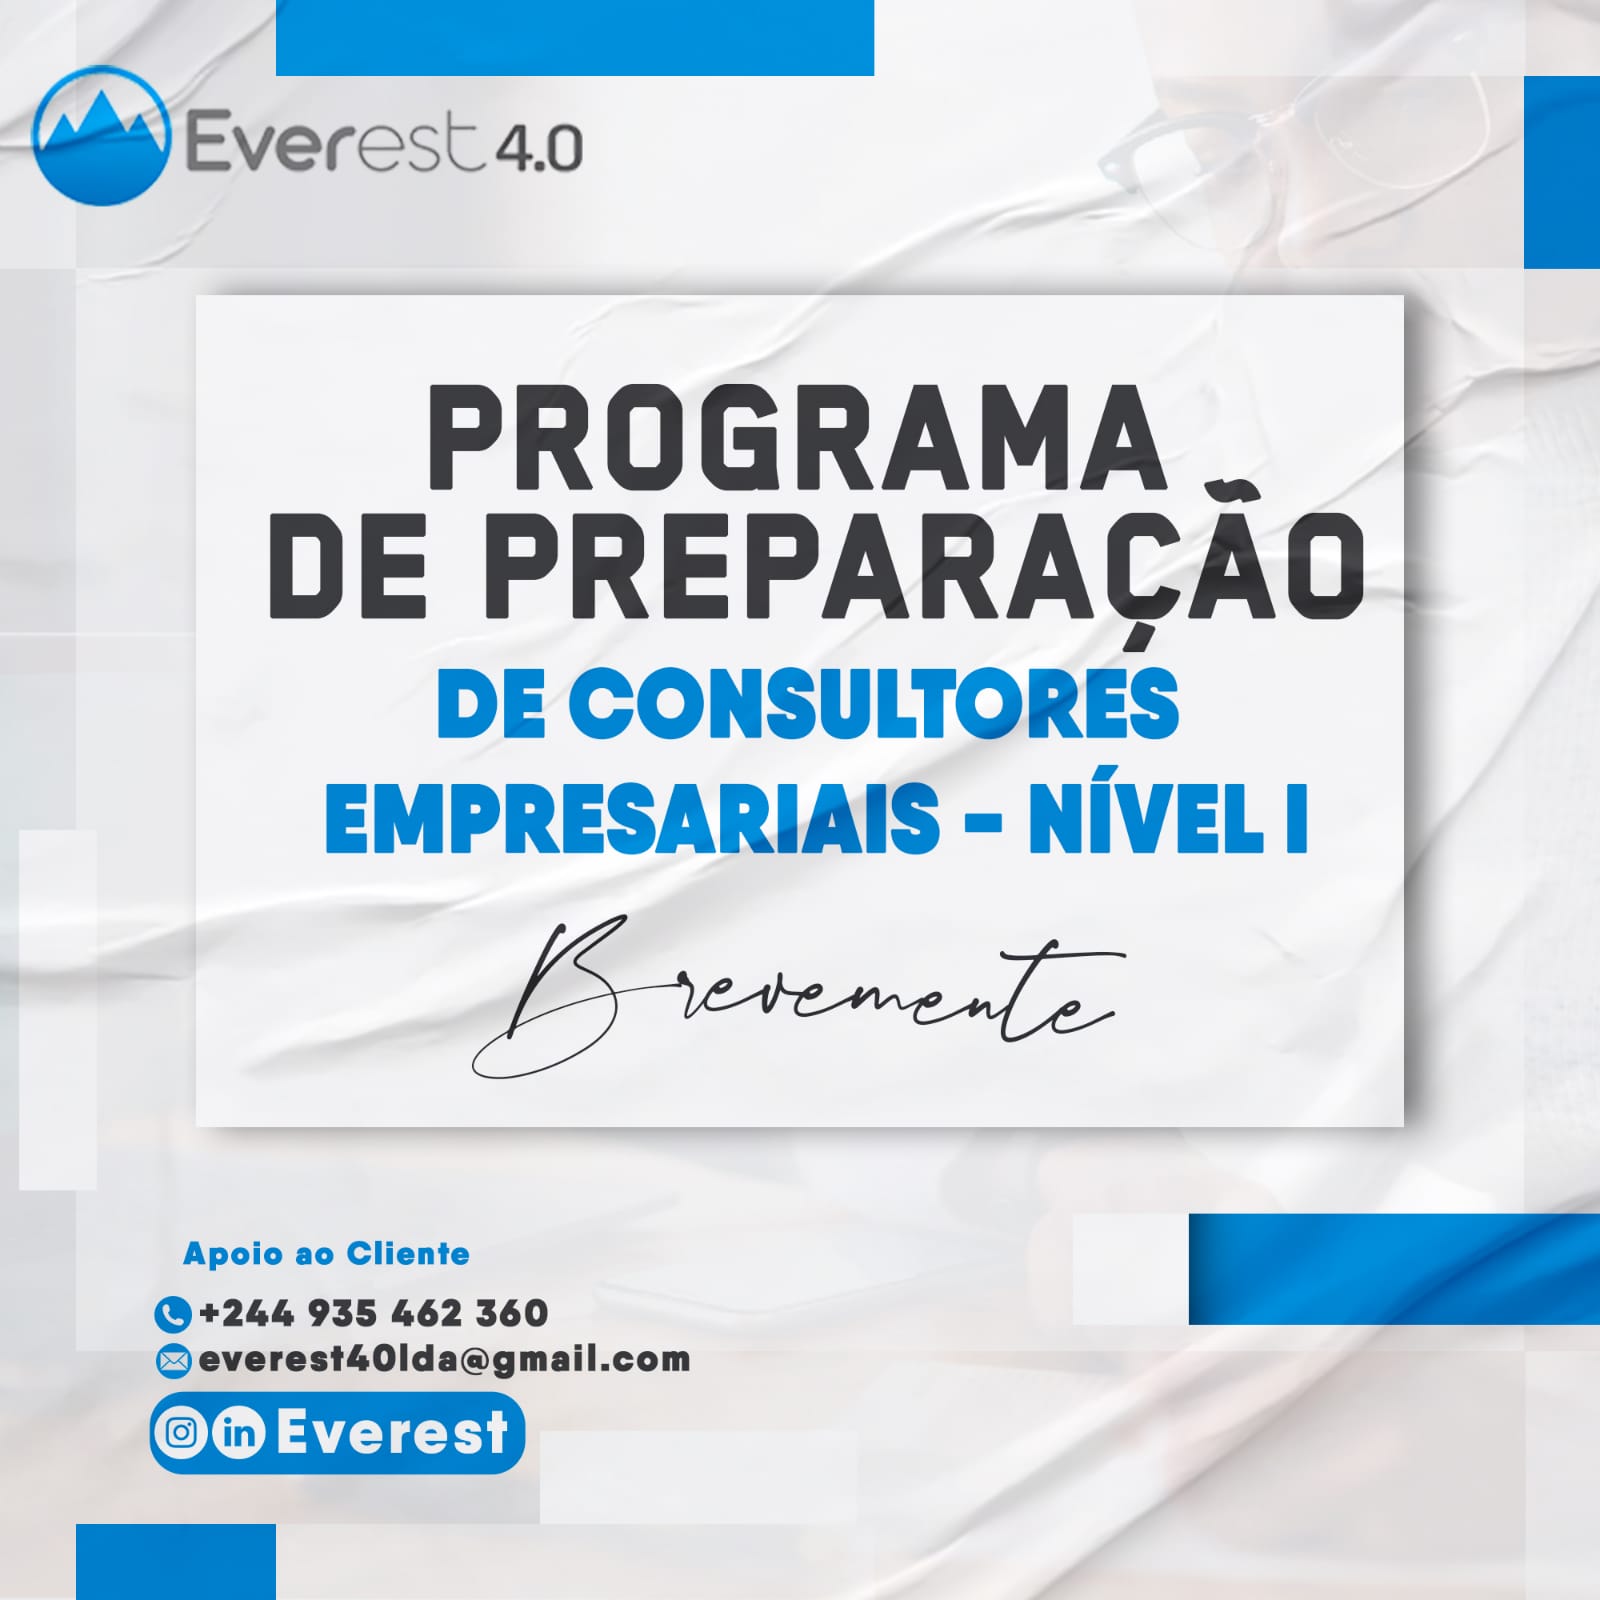 Everest 4.0
PROGRAMA
DE PREPARAÇÃO
DE CONSULTORES
EMPRESARIAIS - NÍVEL I
Brevemente
Apoio ao Cliente
+244 935 462 360
everest40lda@gmail.com
in Everest